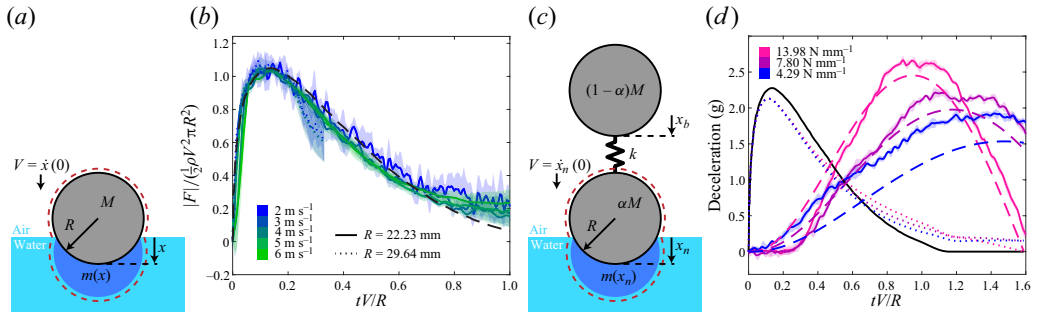 (a)
V = ẋ(0)
M
R
Air
Water
x
m(x)
(b)
|F|/(½ρV²πR²)
1.2
1.0
0.8
0.6
0.4
0.2
0
−0.2
2 m s⁻¹
3 m s⁻¹
4 m s⁻¹
5 m s⁻¹
6 m s⁻¹
R = 22.23 mm
R = 29.64 mm
0 0.2 0.4 0.6 0.8 1.0
tV/R
(c)
(1 − α)M
x_b
k
V = ẋ_n(0)
αM
R
Air
Water
x_n
m(x_n)
(d)
Deceleration (g)
13.98 N mm⁻¹
7.80 N mm⁻¹
4.29 N mm⁻¹
2.5
2.0
1.5
1.0
0.5
0
0 0.2 0.4 0.6 0.8 1.0 1.2 1.4 1.6
tV/R